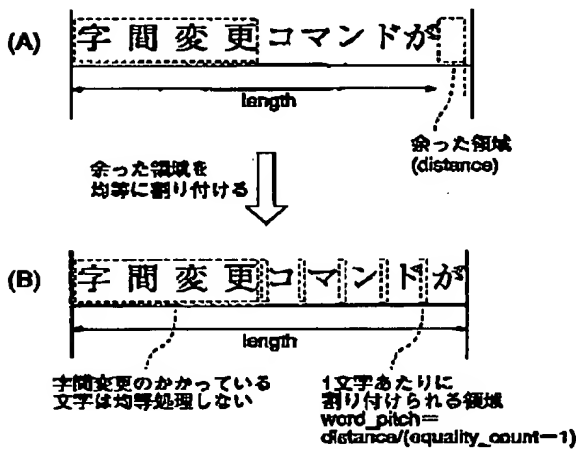 (A)
字間変更コマンドが
length
余った領域
(distance)
余った領域を
均等に割り付ける
(B)
字間変更コマンドが
length
字間変更のかかっている
文字は均等処理しない
1文字あたりに
割り付けられる領域
word_pitch=
distance/(equality_count-1)